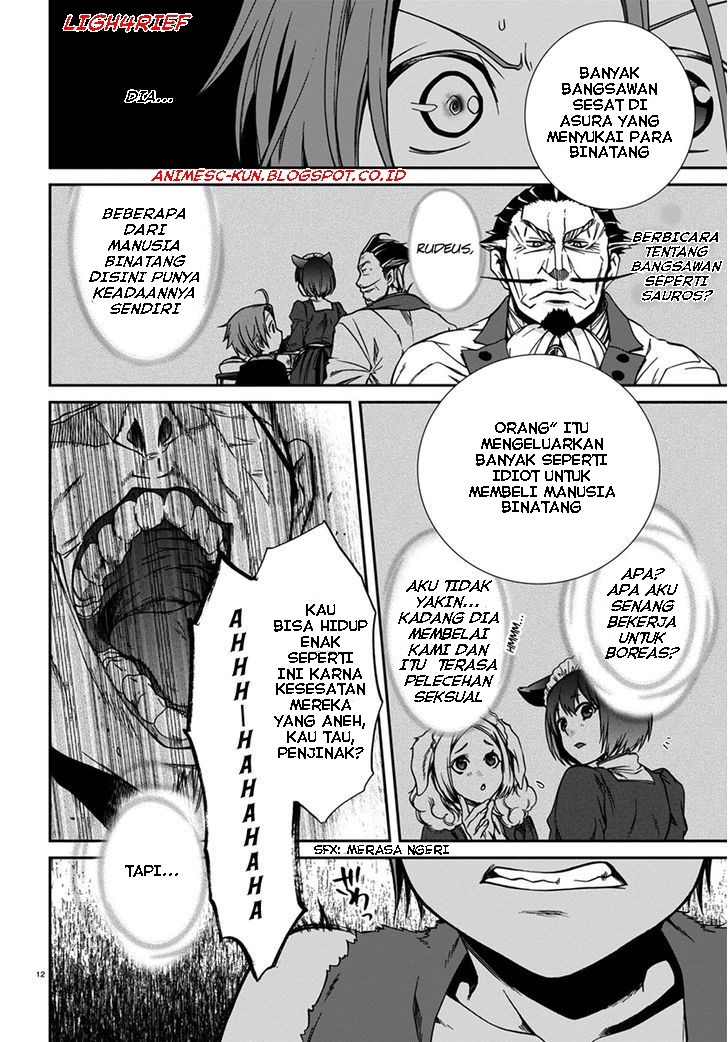 LIGH4RIEF
BANYAK
BANGSAWAN
SESAT DI
ASURA YANG
MENYUKAI PARA
BINATANG
DIA...
ANIMESC-KUN.BLOGSPOT.CO.ID
BERBICARA
TENTANG
BANGSAWAN
SEPERTI
SAUROS?
RUDEUS,
BEBERAPA
DARI
MANUSIA
BINATANG
DISINI PUNYA
KEADAANNYA
SENDIRI
ORANG" ITU
MENGELUARKAN
BANYAK SEPERTI
IDIOT UNTUK
MEMBELI MANUSIA
BINATANG
APA?
APA AKU
SENANG
BEKERJA
UNTUK
BOREAS?
HMMM...
AKU TIDAK
YAKIN...
KADANG DIA
MEMBELAI
KAMI DAN
ITU TERASA
PELECEHAN
SEKSUAL
KAU
BISA HIDUP
ENAK
SEPERTI
INI KARNA
KESESATAN
MEREKA
YANG ANEH,
KAU TAU,
PENJINAK?
AHHH-HAHAHAHAHA
TAPI...
SFX: MERASA NGERI
ざわっ
12